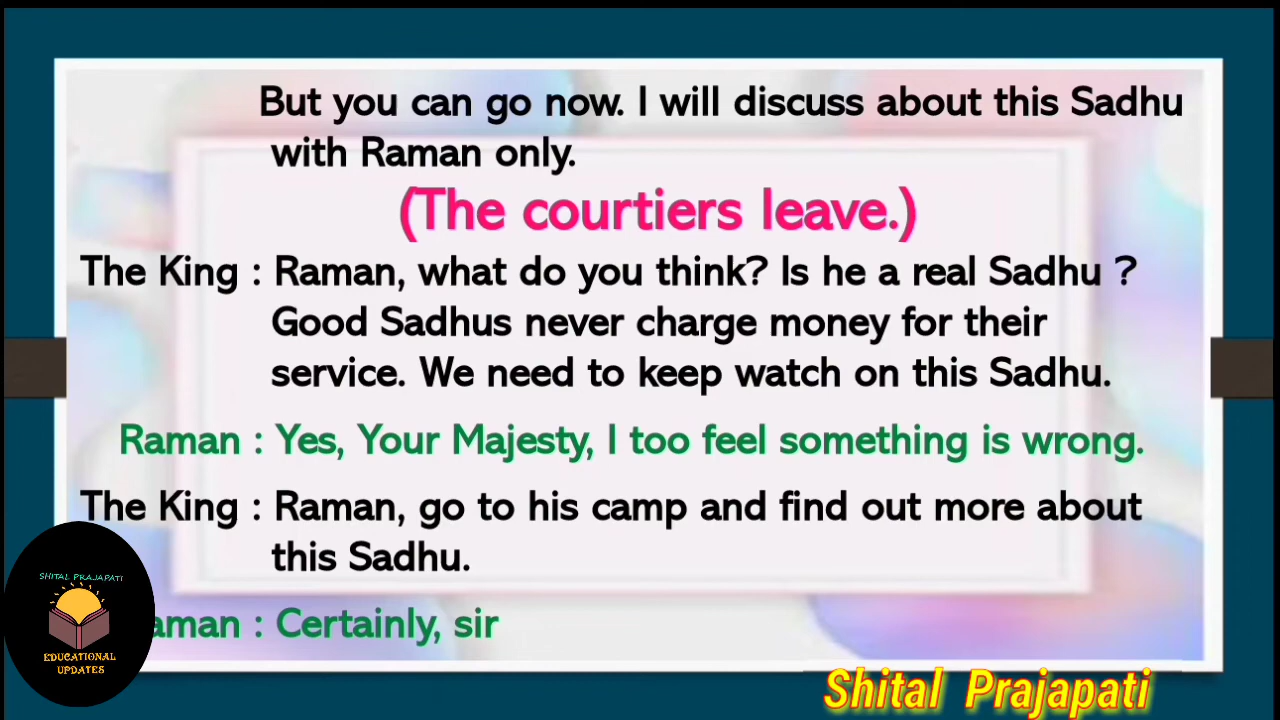 But you can go now. I will discuss about this Sadhu
with Raman only.
(The courtiers leave.)
The King : Raman, what do you think? Is he a real Sadhu ?
Good Sadhus never charge money for their
service. We need to keep watch on this Sadhu.
Raman : Yes, Your Majesty, I too feel something is wrong.
The King : Raman, go to his camp and find out more about
this Sadhu.
aman : Certainly, sir
SHITAL PRAJAPATI
EDUCATIONAL
UPDATES
Shital Prajapati